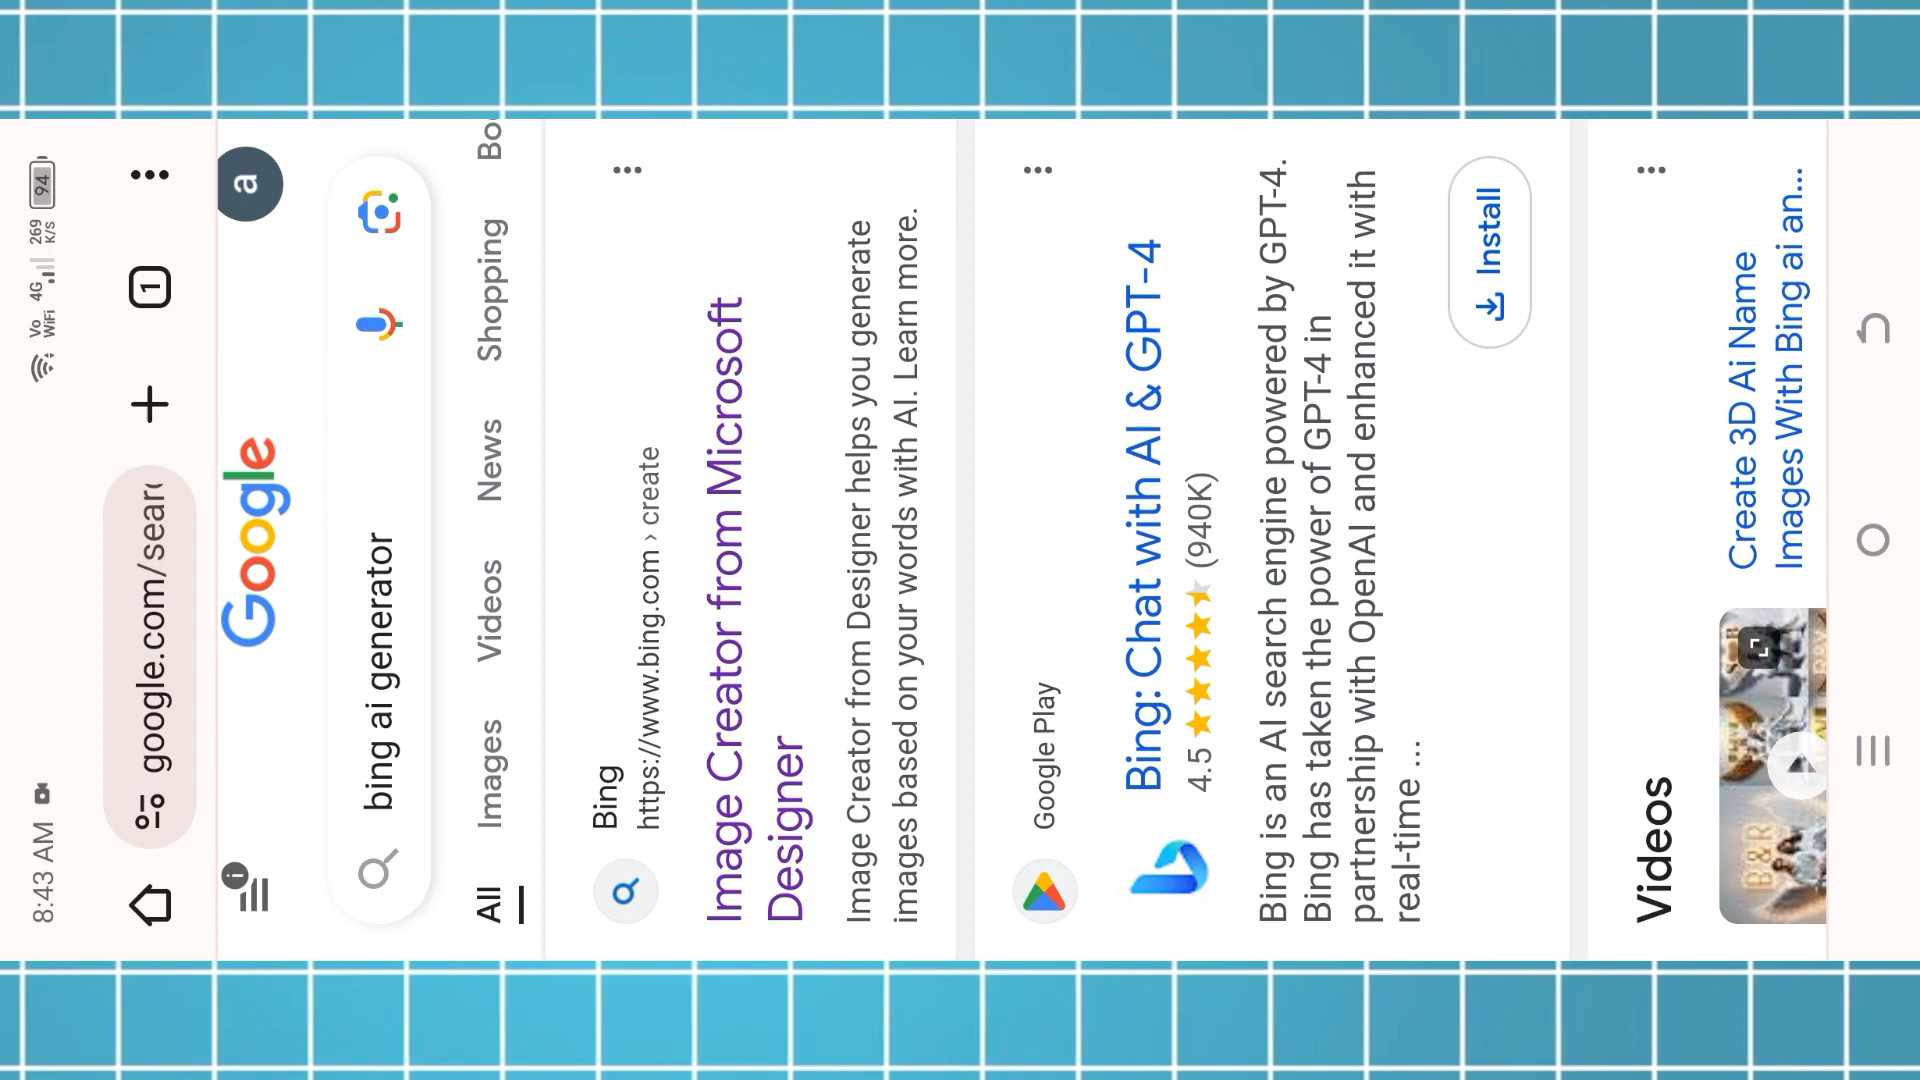 8:43 AM
Vo
WiFi
4G
269
K/S
94
google.com/sear
1
Google
a
bing ai generator
All
Images
Videos
News
Shopping
Bo
Bing
https://www.bing.com › create
Image Creator from Microsoft
Designer
Image Creator from Designer helps you generate
images based on your words with AI. Learn more.
Google Play
Bing: Chat with AI & GPT-4
4.5
(940K)
Bing is an AI search engine powered by GPT-4.
Bing has taken the power of GPT-4 in
partnership with OpenAI and enhanced it with
real-time ...
Install
Videos
Create 3D Ai Name
Images With Bing ai an...
B&R